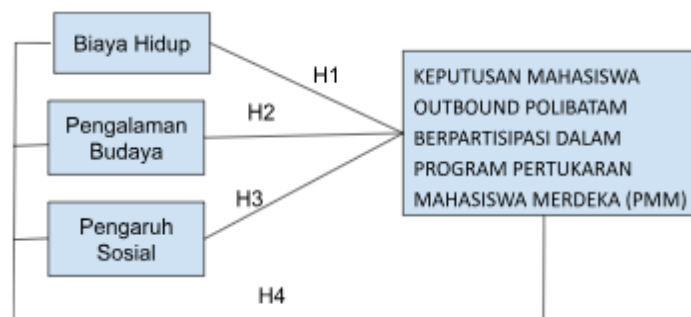 Biaya Hidup
H1
KEPUTUSAN MAHASISWA
OUTBOUND POLIBATAM
BERPARTISIPASI DALAM
PROGRAM PERTUKARAN
MAHASISWA MERDEKA (PMM)
H2
Pengalaman
Budaya
H3
Pengaruh
Sosial
H4